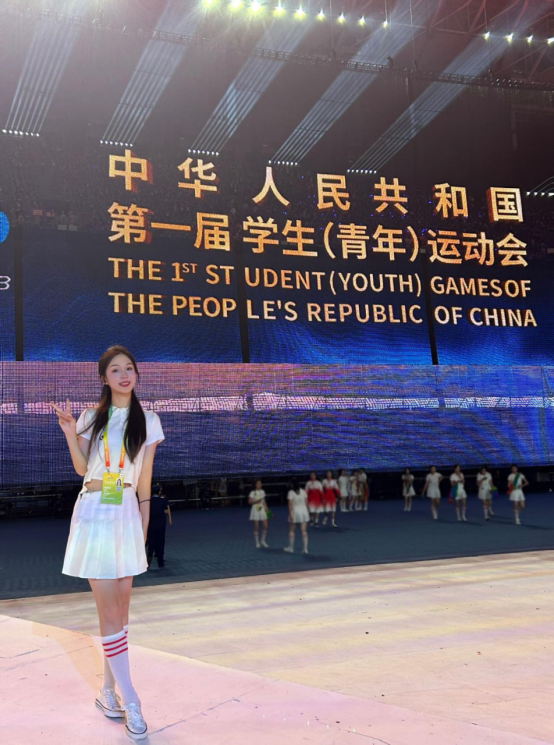 中华人民共和国
第一届学生(青年)运动会
THE 1ST ST UDENT(YOUTH) GAMESOF
THE PEOP LE'S REPUBLIC OF CHINA
3